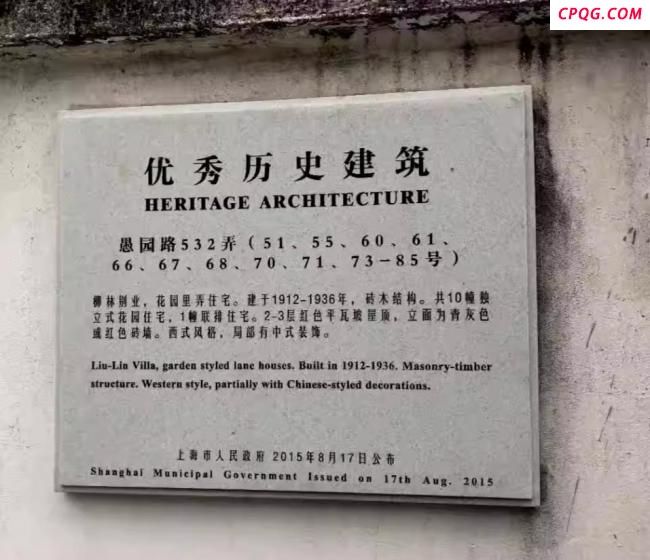 CPQG.COM
优秀历史建筑
HERITAGE ARCHITECTURE
愚园路532弄（51、55、60、61、
66、67、68、70、71、73-85号）
柳林别业，花园里弄住宅。建于1912-1936年，砖木结构。共10幢独
立式花园住宅，1幢联排住宅。2-3层红色平瓦坡屋顶，立面为青灰色
或红色砖墙。西式风格，局部有中式装饰。
Liu-Lin Villa, garden styled lane houses. Built in 1912-1936. Masonry-timber
structure. Western style, partially with Chinese-styled decorations.
上海市人民政府 2015年8月17日公布
Shanghai Municipal Government Issued on 17th Aug. 2015